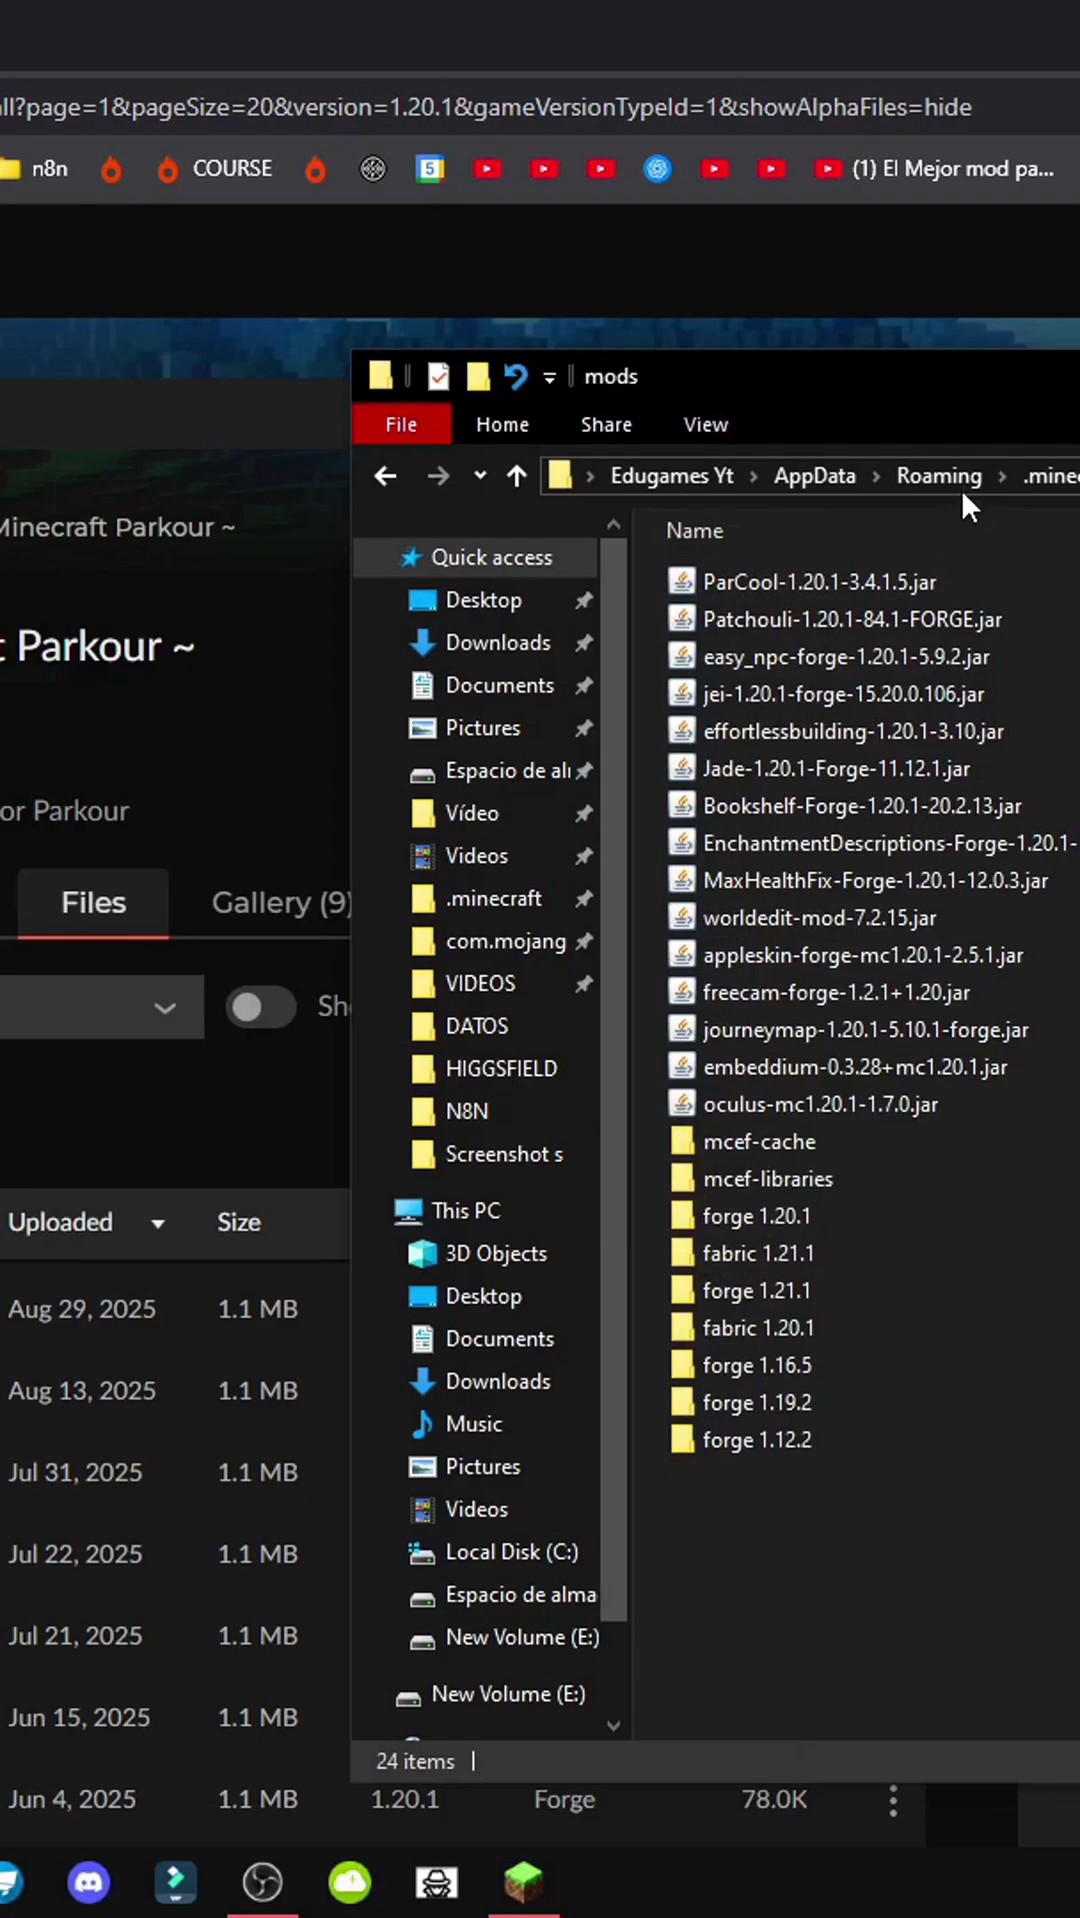 ll?page=1&pageSize=20&version=1.20.1&gameVersionTypeId=1&showAlphaFiles=hide
n8n COURSE 5 (1) El Mejor mod pa...
mods
File Home Share View
Edugames Yt AppData Roaming .minec
Minecraft Parkour ~
t Parkour ~
or Parkour
Files Gallery (9)
Sh
Uploaded Size
Aug 29, 2025 1.1 MB
Aug 13, 2025 1.1 MB
Jul 31, 2025 1.1 MB
Jul 22, 2025 1.1 MB
Jul 21, 2025 1.1 MB
Jun 15, 2025 1.1 MB
Jun 4, 2025 1.1 MB 1.20.1 Forge 78.0K
Quick access
Desktop
Downloads
Documents
Pictures
Espacio de al
Vídeo
Videos
.minecraft
com.mojang
VIDEOS
DATOS
HIGGSFIELD
N8N
Screenshot s
This PC
3D Objects
Desktop
Documents
Downloads
Music
Pictures
Videos
Local Disk (C:)
Espacio de alma
New Volume (E:)
New Volume (E:)
Name
ParCool-1.20.1-3.4.1.5.jar
Patchouli-1.20.1-84.1-FORGE.jar
easy_npc-forge-1.20.1-5.9.2.jar
jei-1.20.1-forge-15.20.0.106.jar
effortlessbuilding-1.20.1-3.10.jar
Jade-1.20.1-Forge-11.12.1.jar
Bookshelf-Forge-1.20.1-20.2.13.jar
EnchantmentDescriptions-Forge-1.20.1-
MaxHealthFix-Forge-1.20.1-12.0.3.jar
worldedit-mod-7.2.15.jar
appleskin-forge-mc1.20.1-2.5.1.jar
freecam-forge-1.2.1+1.20.jar
journeymap-1.20.1-5.10.1-forge.jar
embeddium-0.3.28+mc1.20.1.jar
oculus-mc1.20.1-1.7.0.jar
mcef-cache
mcef-libraries
forge 1.20.1
fabric 1.21.1
forge 1.21.1
fabric 1.20.1
forge 1.16.5
forge 1.19.2
forge 1.12.2
24 items